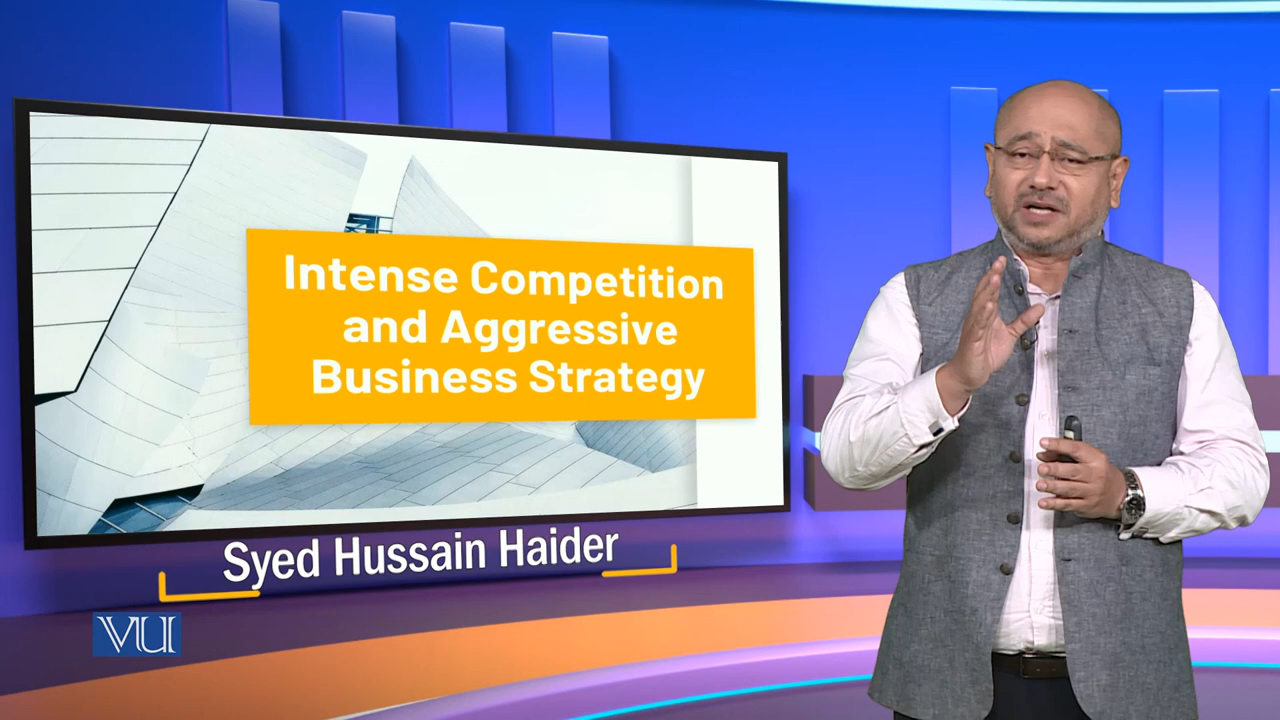 Intense Competition
and Aggressive
Business Strategy
Syed Hussain Haider
VU